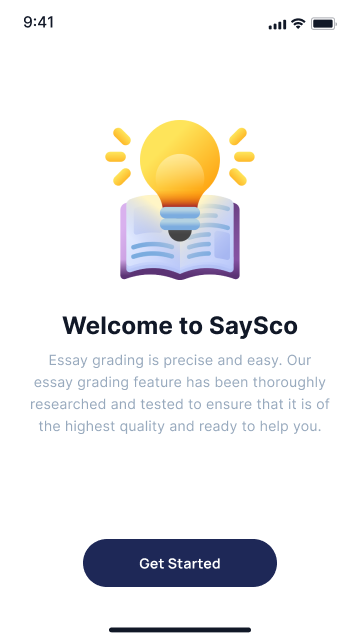 9:41
Welcome to SaySco
Essay grading is precise and easy. Our
essay grading feature has been thoroughly
researched and tested to ensure that it is of
the highest quality and ready to help you.
Get Started